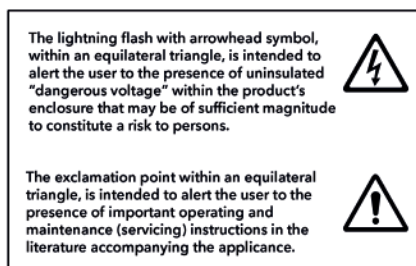 The lightning flash with arrowhead symbol,
within an equilateral triangle, is intended to
alert the user to the presence of uninsulated
“dangerous voltage” within the product’s
enclosure that may be of sufficient magnitude
to constitute a risk to persons.
The exclamation point within an equilateral
triangle, is intended to alert the user to the
presence of important operating and
maintenance (servicing) instructions in the
literature accompanying the applicance.